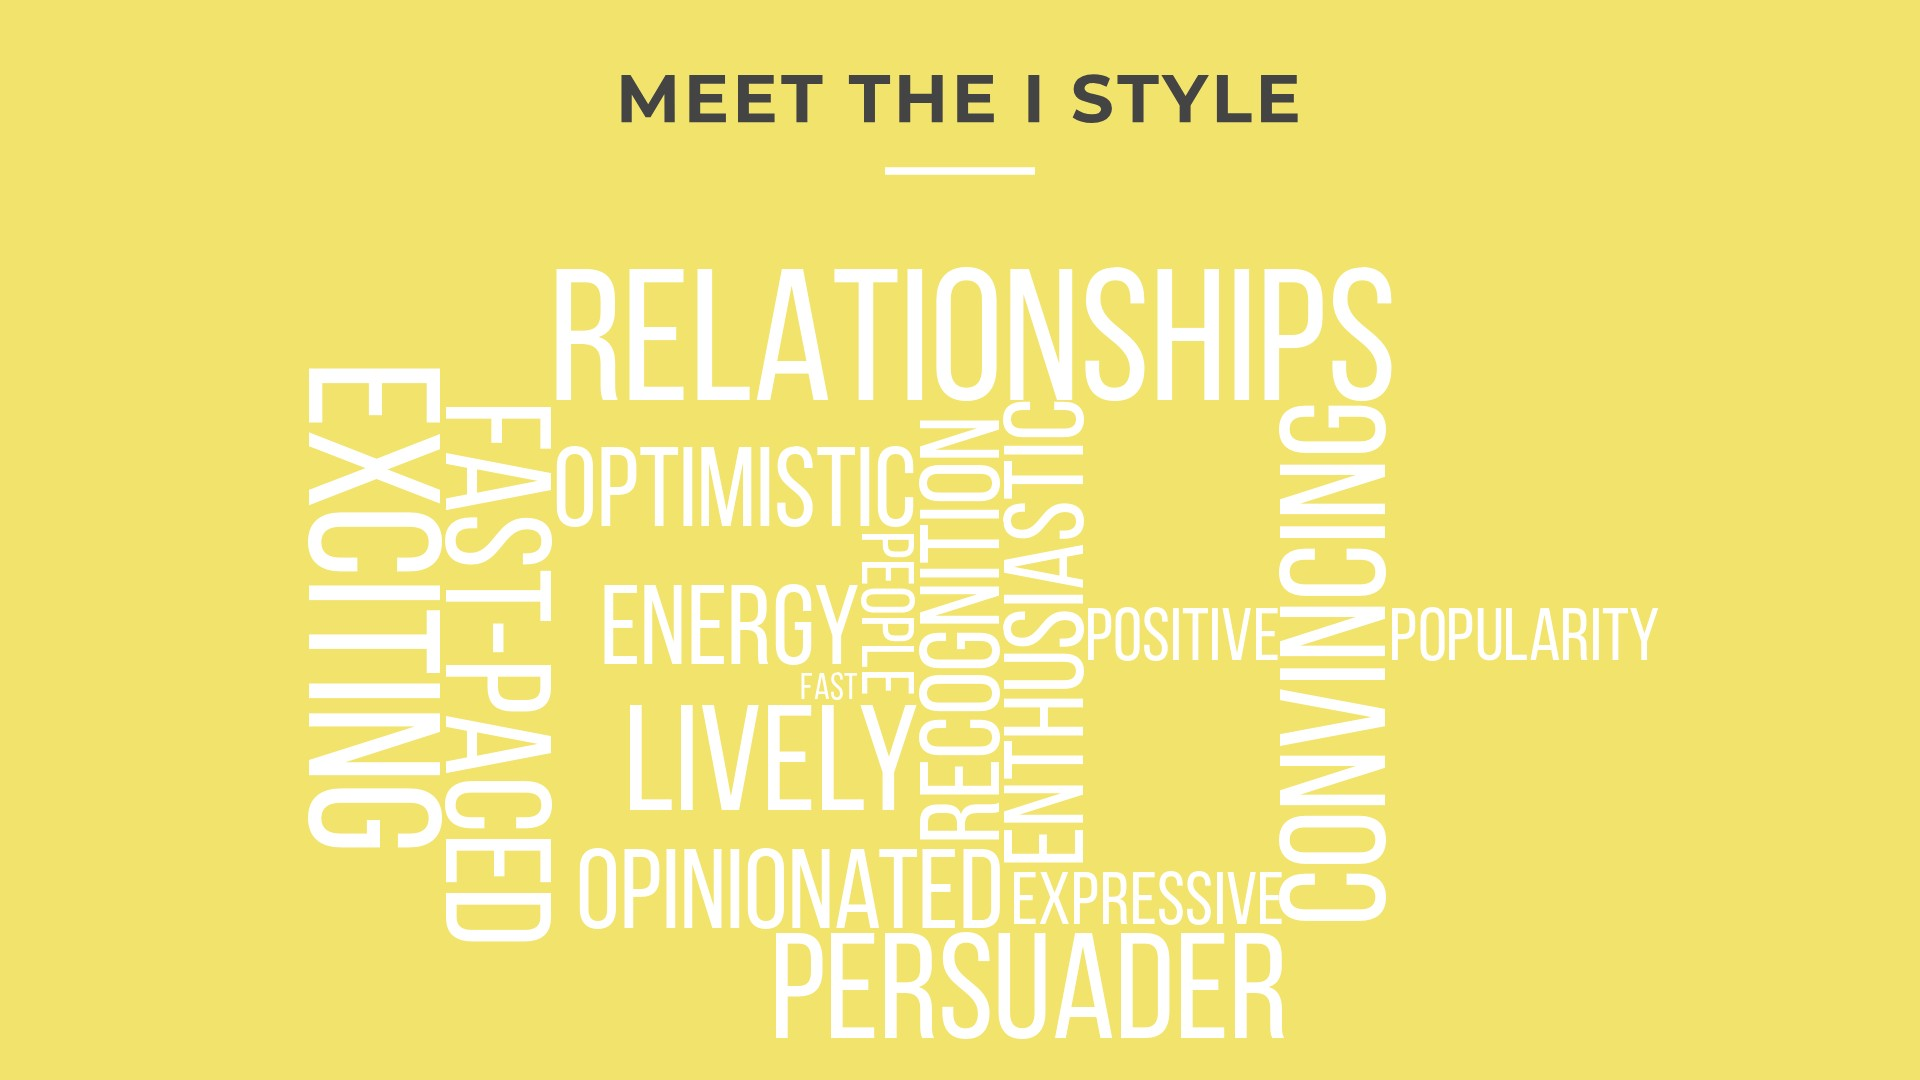 MEET THE I STYLE
RELATIONSHIPS
EXCITING
FAST-PACED
OPTIMISTIC
PEOPLE
RECOGNITION
ENTHUSIASTIC
CONVINCING
ENERGY
POSITIVE
POPULARITY
FAST
LIVELY
OPINIONATED
EXPRESSIVE
PERSUADER